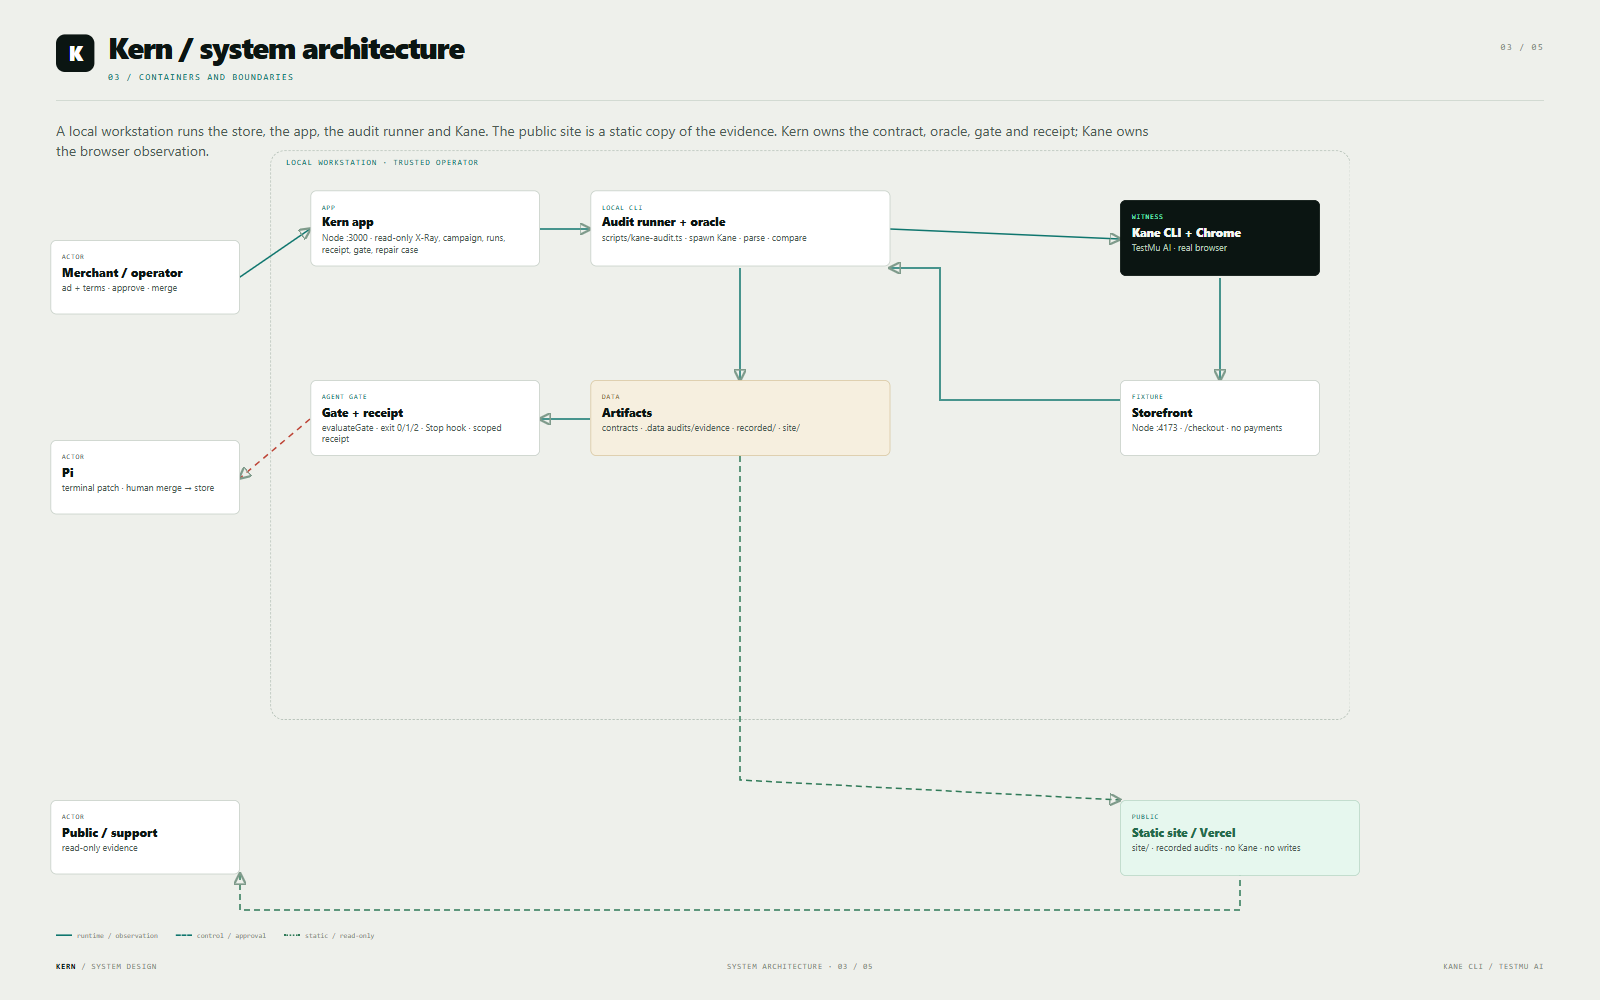 K
Kern / system architecture
03 / CONTAINERS AND BOUNDARIES
03 / 05
A local workstation runs the store, the app, the audit runner and Kane. The public site is a static copy of the evidence. Kern owns the contract, oracle, gate and receipt; Kane owns
the browser observation.
LOCAL WORKSTATION · TRUSTED OPERATOR
APP
Kern app
Node :3000 · read-only X-Ray, campaign, runs,
receipt, gate, repair case
LOCAL CLI
Audit runner + oracle
scripts/kane-audit.ts · spawn Kane · parse · compare
WITNESS
Kane CLI + Chrome
TestMu AI · real browser
ACTOR
Merchant / operator
ad + terms · approve · merge
AGENT GATE
Gate + receipt
evaluateGate · exit 0/1/2 · Stop hook · scoped
receipt
DATA
Artifacts
contracts · .data audits/evidence · recorded/ · site/
FIXTURE
Storefront
Node :4173 · /checkout · no payments
ACTOR
Pi
terminal patch · human merge → store
ACTOR
Public / support
read-only evidence
PUBLIC
Static site / Vercel
site/ · recorded audits · no Kane · no writes
runtime / observation
control / approval
static / read-only
KERN / SYSTEM DESIGN
SYSTEM ARCHITECTURE · 03 / 05
KANE CLI / TESTMU AI